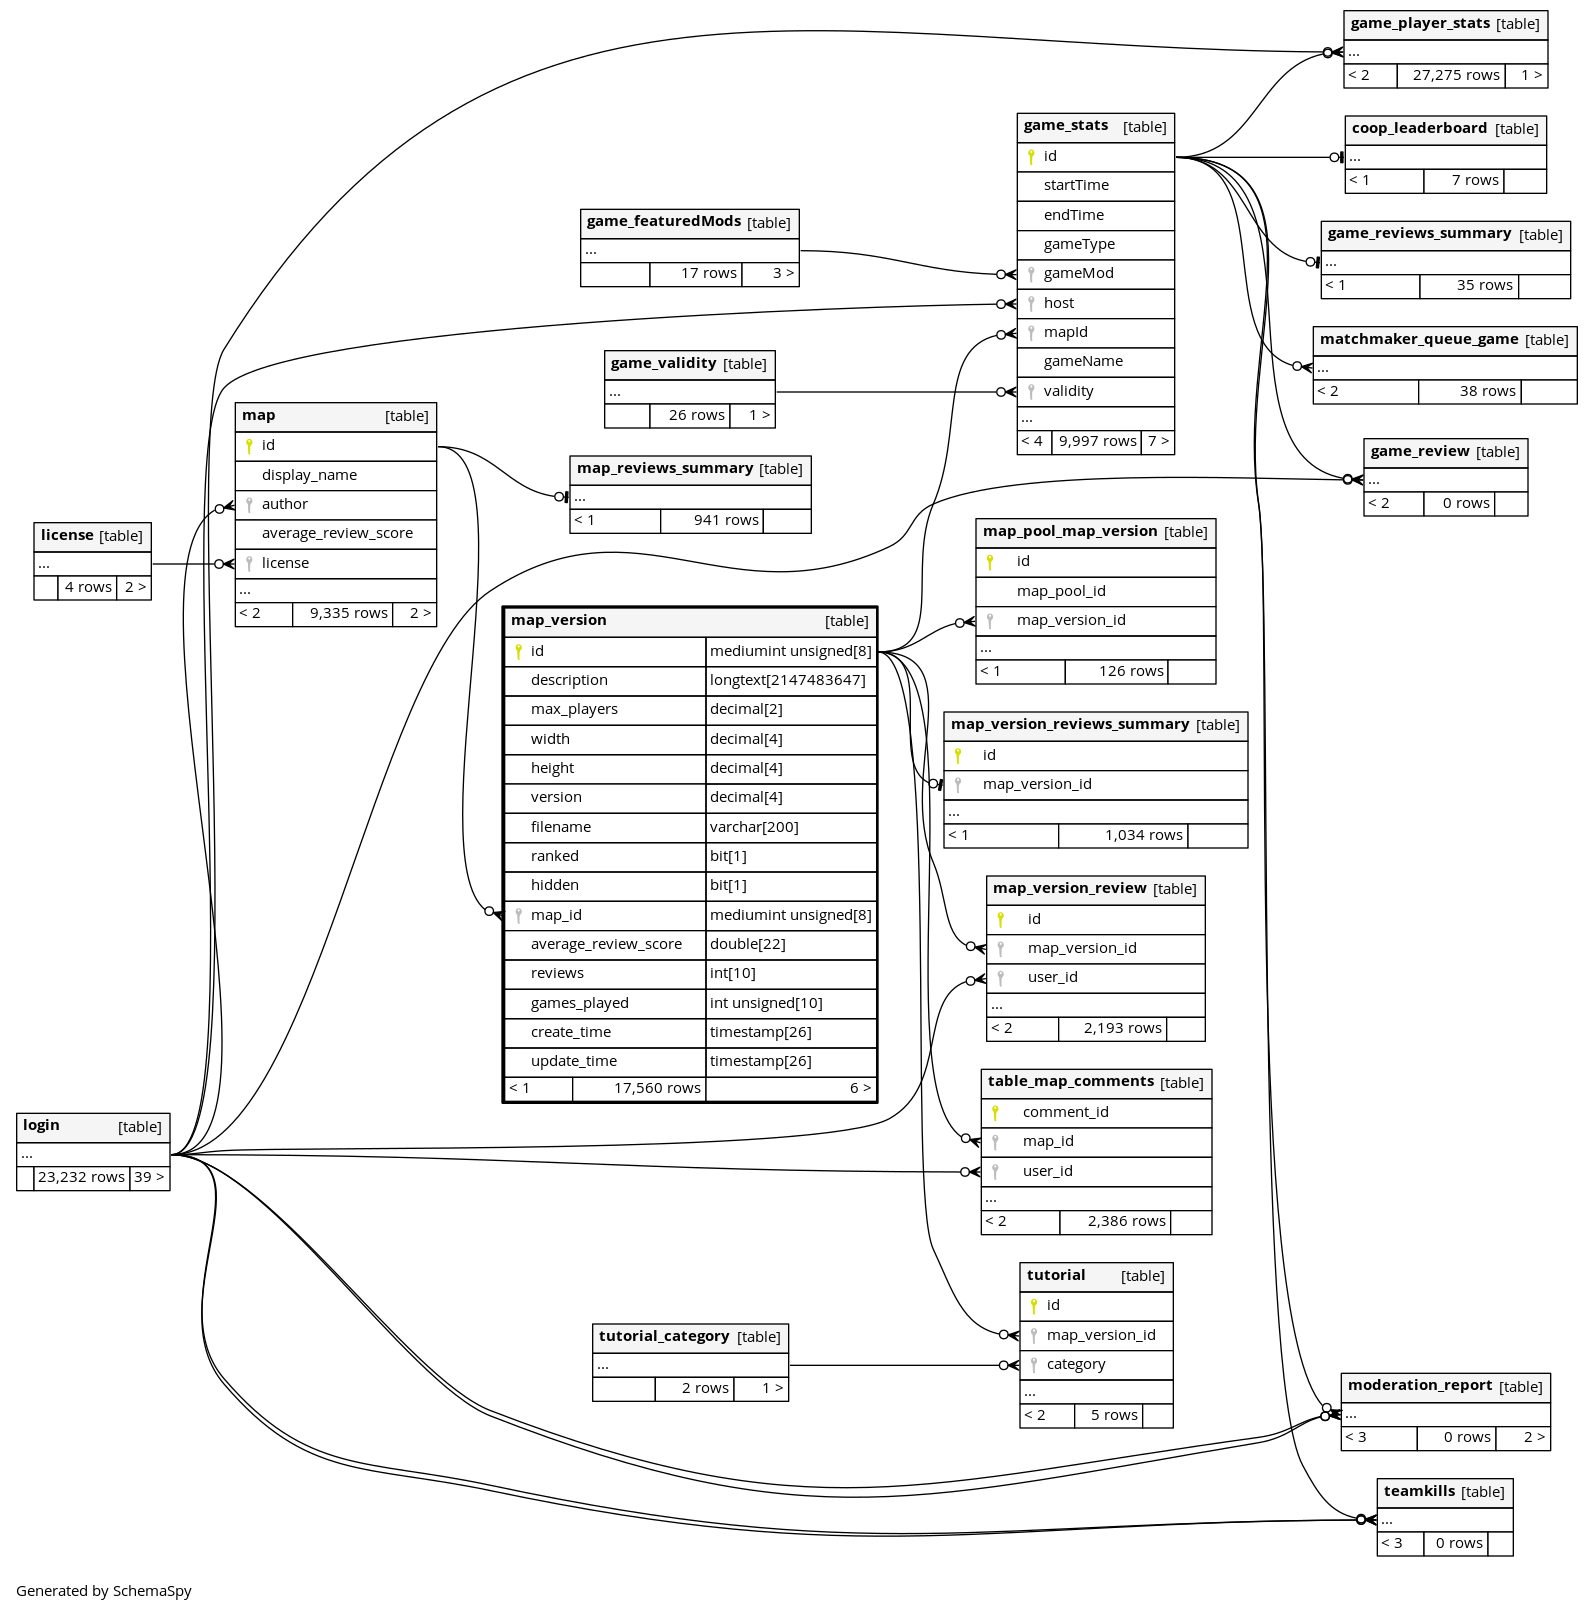 game_player_stats [table]
...
< 2 27,275 rows 1 >
game_stats [table]
id
startTime
endTime
gameType
gameMod
host
mapId
gameName
validity
...
< 4 9,997 rows 7 >
coop_leaderboard [table]
...
< 1 7 rows
game_featuredMods [table]
...
17 rows 3 >
game_reviews_summary [table]
...
< 1 35 rows
matchmaker_queue_game [table]
...
< 2 38 rows
game_validity [table]
...
26 rows 1 >
map [table]
id
display_name
author
average_review_score
license
...
< 2 9,335 rows 2 >
game_review [table]
...
< 2 0 rows
map_reviews_summary [table]
...
< 1 941 rows
license [table]
...
4 rows 2 >
map_pool_map_version [table]
id
map_pool_id
map_version_id
...
< 1 126 rows
map_version [table]
id mediumint unsigned[8]
description longtext[2147483647]
max_players decimal[2]
width decimal[4]
height decimal[4]
version decimal[4]
filename varchar[200]
ranked bit[1]
hidden bit[1]
map_id mediumint unsigned[8]
average_review_score double[22]
reviews int[10]
games_played int unsigned[10]
create_time timestamp[26]
update_time timestamp[26]
< 1 17,560 rows 6 >
map_version_reviews_summary [table]
id
map_version_id
...
< 1 1,034 rows
map_version_review [table]
id
map_version_id
user_id
...
< 2 2,193 rows
table_map_comments [table]
comment_id
map_id
user_id
...
< 2 2,386 rows
login [table]
...
23,232 rows 39 >
tutorial [table]
id
map_version_id
category
...
< 2 5 rows
tutorial_category [table]
...
2 rows 1 >
moderation_report [table]
...
< 3 0 rows 2 >
teamkills [table]
...
< 3 0 rows
Generated by SchemaSpy